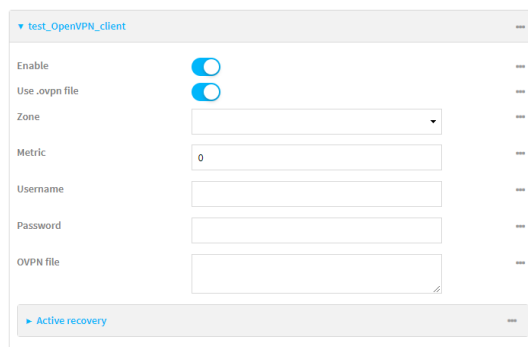 test_OpenVPN_client
Enable
Use .ovpn file
Zone
Metric
0
Username
Password
OVPN file
Active recovery